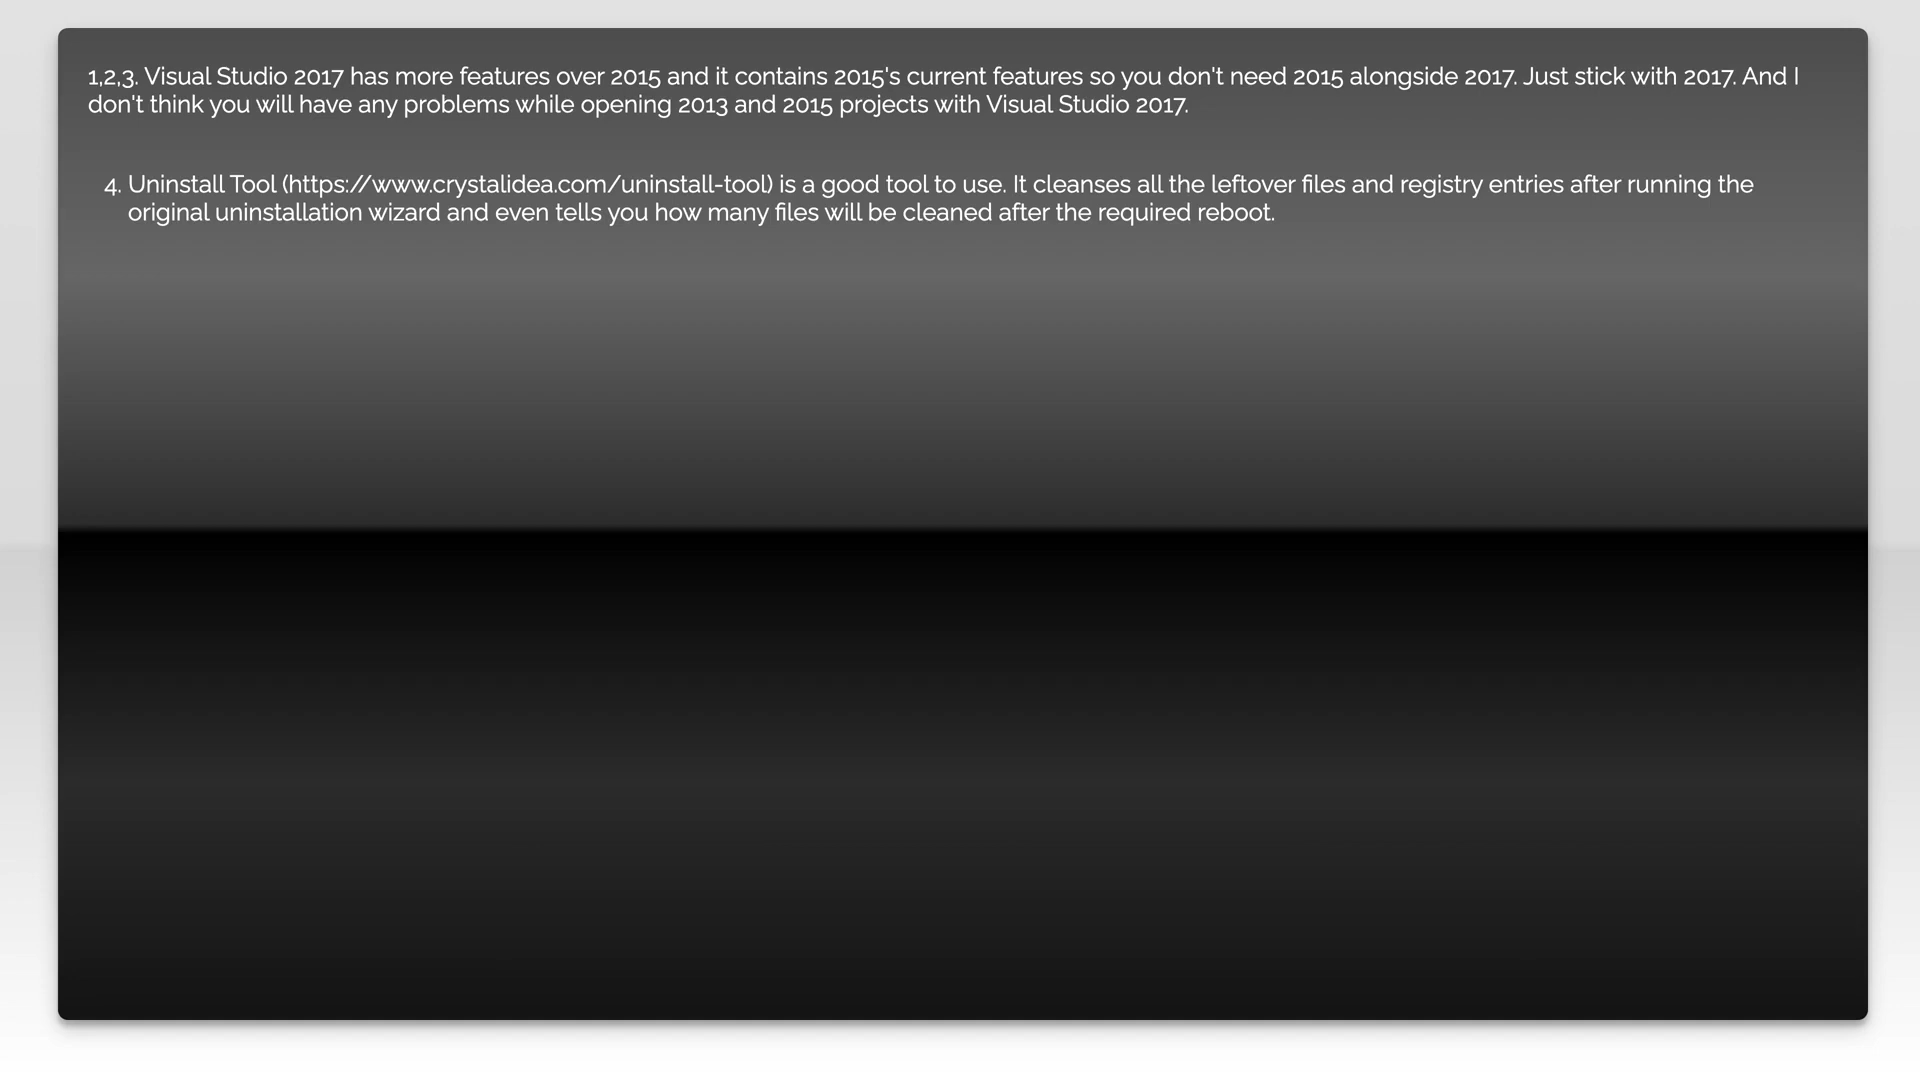 1,2,3. Visual Studio 2017 has more features over 2015 and it contains 2015's current features so you don't need 2015 alongside 2017. Just stick with 2017. And I
don't think you will have any problems while opening 2013 and 2015 projects with Visual Studio 2017.
4. Uninstall Tool (https://www.crystalidea.com/uninstall-tool) is a good tool to use. It cleanses all the leftover files and registry entries after running the
original uninstallation wizard and even tells you how many files will be cleaned after the required reboot.